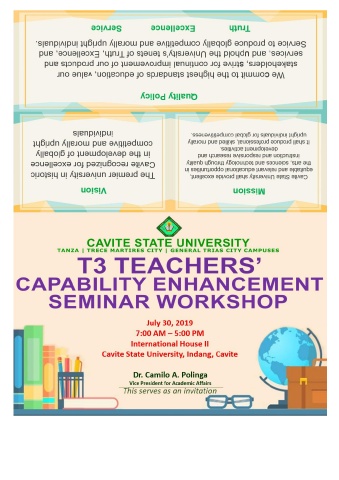 Mission
Cavite State University shall provide excellent,
equitable and relevant educational opportunities in
the arts, sciences and technology through quality
instruction and responsive research and
development activities.
It shall produce professional, skilled and morally
upright individuals for global competitiveness.
Vision
The premier university in historic
Cavite recognized for excellence
in the development of globally
competitive and morally upright
individuals
Quality Policy
We commit to the highest standards of education, value our
stakeholders, strive for continual improvement of our products and
services, and uphold the University's tenets of Truth, Excellence, and
Service to produce globally competitive and morally upright individuals.
Truth Excellence Service
CAVITE STATE UNIVERSITY
TANZA | TRECE MARTIRES CITY | GENERAL TRIAS CITY CAMPUSES
T3 TEACHERS'
CAPABILITY ENHANCEMENT
SEMINAR WORKSHOP
July 30, 2019
7:00 AM – 5:00 PM
International House II
Cavite State University, Indang, Cavite
Dr. Camilo A. Polinga
Vice President for Academic Affairs
This serves as an invitation